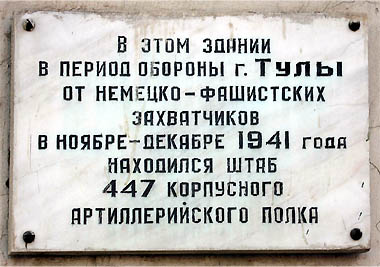 В ЭТОМ ЗДАНИИ
В ПЕРИОД ОБОРОНЫ г. ТУЛЫ
ОТ НЕМЕЦКО-ФАШИСТСКИХ
ЗАХВАТЧИКОВ
В НОЯБРЕ-ДЕКАБРЕ 1941 года
НАХОДИЛСЯ ШТАБ
447 КОРПУСНОГО
АРТИЛЛЕРИЙСКОГО ПОЛКА